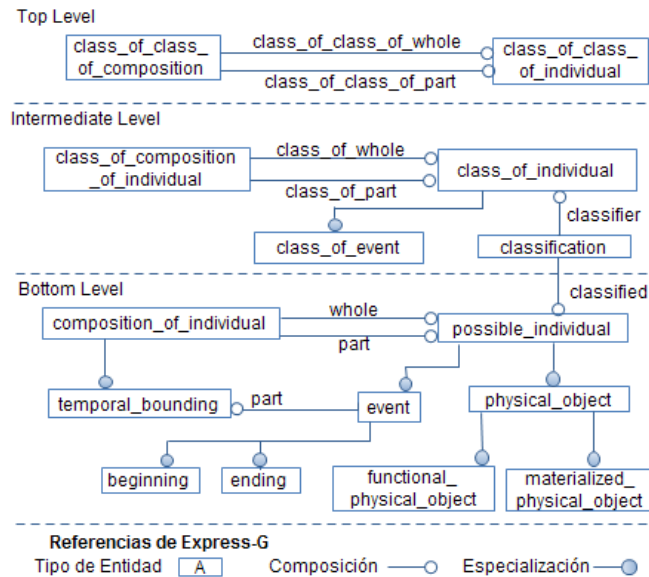 Top Level
class_of_class_
of_composition
class_of_class_of_whole
class_of_class_of_part
class_of_class_
of_individual
Intermediate Level
class_of_composition
_of_individual
class_of_whole
class_of_part
class_of_individual
class_of_event
classifier
classification
Bottom Level
classified
composition_of_individual
whole
part
possible_individual
temporal_bounding
part
event
physical_object
beginning
ending
functional_
physical_object
materialized_
physical_object
Referencias de Express-G
Tipo de Entidad A Composición Especialización